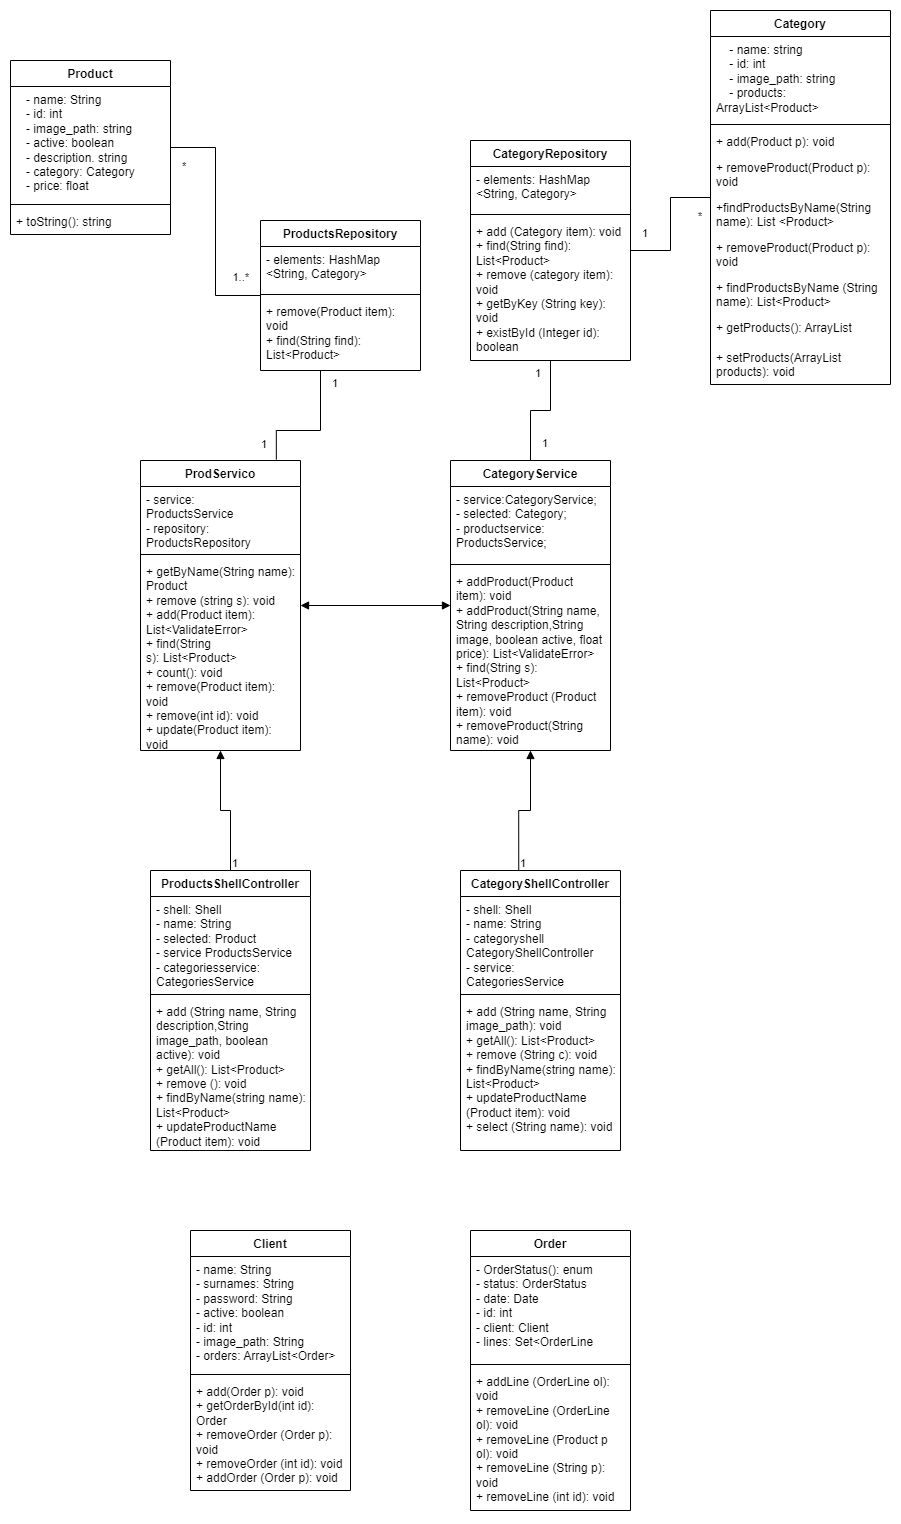 Product
- name: String
- id: int
- image_path: string
- active: boolean
- description. string
- category: Category
- price: float
+ toString(): string
*
1..*
ProductsRepository
- elements: HashMap
<String, Category>
+ remove(Product item):
void
+ find(String find):
List<Product>
1
1
CategoryRepository
- elements: HashMap
<String, Category>
+ add (Category item): void
+ find(String find):
List<Product>
+ remove (category item):
void
+ getByKey (String key):
void
+ existById (Integer id):
boolean
1
*
1
1
Category
- name: string
- id: int
- image_path: string
- products:
ArrayList<Product>
+ add(Product p): void
+ removeProduct(Product p):
void
+findProductsByName(String
name): List <Product>
+ removeProduct(Product p):
void
+ findProductsByName (String
name): List<Product>
+ getProducts(): ArrayList
+ setProducts(ArrayList
products): void
ProdServico
- service:
ProductsService
- repository:
ProductsRepository
+ getByName(String name):
Product
+ remove (string s): void
+ add(Product item):
List<ValidateError>
+ find(String
s): List<Product>
+ count(): void
+ remove(Product item):
void
+ remove(int id): void
+ update(Product item):
void
CategoryService
- service:CategoryService;
- selected: Category;
- productservice:
ProductsService;
+ addProduct(Product
item): void
+ addProduct(String name,
String description,String
image, boolean active, float
price): List<ValidateError>
+ find(String s):
List<Product>
+ removeProduct (Product
item): void
+ removeProduct(String
name): void
1
ProductsShellController
- shell: Shell
- name: String
- selected: Product
- service ProductsService
- categoriesservice:
CategoriesService
+ add (String name, String
description,String
image_path, boolean
active): void
+ getAll(): List<Product>
+ remove (): void
+ findByName(string name):
List<Product>
+ updateProductName
(Product item): void
1
CategoryShellController
- shell: Shell
- name: String
- categoryshell
CategoryShellController
- service:
CategoriesService
+ add (String name, String
image_path): void
+ getAll(): List<Product>
+ remove (String c): void
+ findByName(string name):
List<Product>
+ updateProductName
(Product item): void
+ select (String name): void
Client
- name: String
- surnames: String
- password: String
- active: boolean
- id: int
- image_path: String
- orders: ArrayList<Order>
+ add(Order p): void
+ getOrderById(int id):
Order
+ removeOrder (Order p):
void
+ removeOrder (int id): void
+ addOrder (Order p): void
Order
- OrderStatus(): enum
- status: OrderStatus
- date: Date
- id: int
- client: Client
- lines: Set<OrderLine
+ addLine (OrderLine ol):
void
+ removeLine (OrderLine
ol): void
+ removeLine (Product p
ol): void
+ removeLine (String p):
void
+ removeLine (int id): void